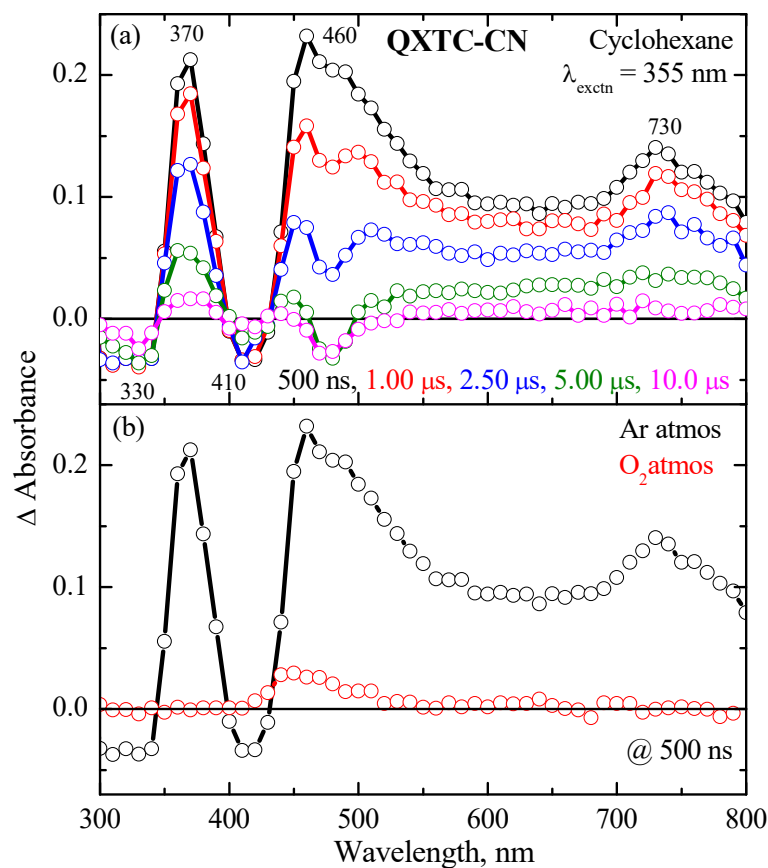 (a)
370
460
QXTC-CN
Cyclohexane
λexctn = 355 nm
730
0.2
0.1
0.0
330
410
500 ns, 1.00 μs, 2.50 μs, 5.00 μs, 10.0 μs
Δ Absorbance
(b)
Ar atmos
O2atmos
0.2
0.1
0.0
@ 500 ns
300 400 500 600 700 800
Wavelength, nm